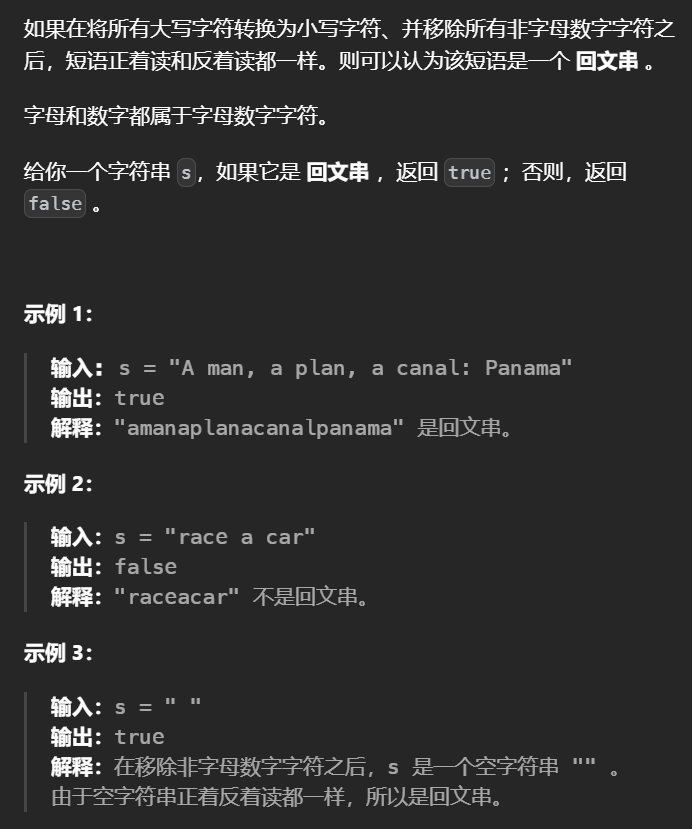 如果在将所有大写字符转换为小写字符、并移除所有非字母数字字符之
后，短语正着读和反着读都一样。则可以认为该短语是一个 回文串 。
字母和数字都属于字母数字字符。
给你一个字符串 s，如果它是 回文串 ，返回 true ；否则，返回
false 。
示例 1：
输入: s = "A man, a plan, a canal: Panama"
输出：true
解释："amanaplanacanalpanama" 是回文串。
示例 2：
输入：s = "race a car"
输出：false
解释："raceacar" 不是回文串。
示例 3：
输入：s = " "
输出：true
解释：在移除非字母数字字符之后，s 是一个空字符串 "" 。
由于空字符串正着反着读都一样，所以是回文串。